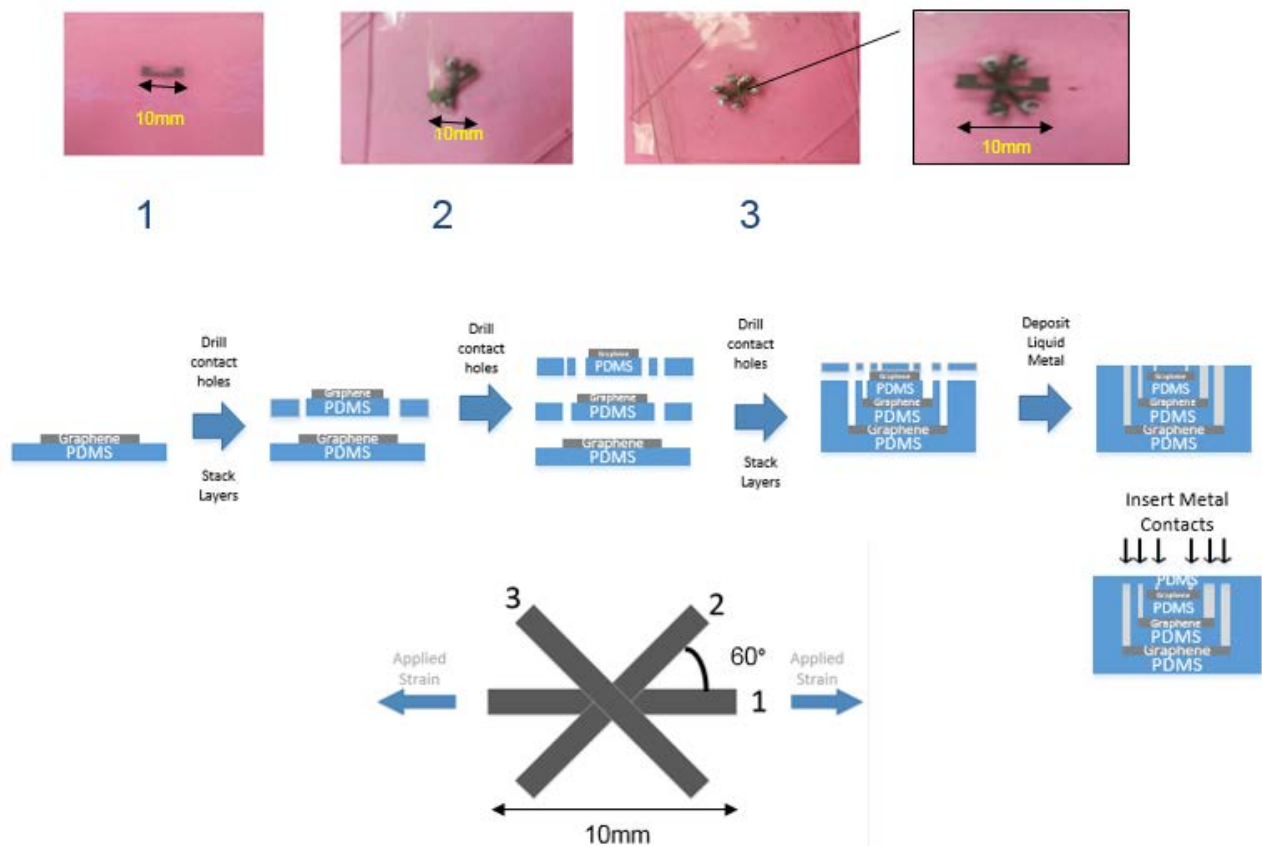 10mm
10mm
10mm
1
2
3
Drill
contact
holes
Stack
Layers
Drill
contact
holes
Drill
contact
holes
Stack
Layers
Deposit
Liquid
Metal
Graphene
PDMS
Graphene
PDMS
Graphene
PDMS
Graphene
PDMS
Graphene
PDMS
Graphene
PDMS
Graphene
PDMS
Graphene
PDMS
Graphene
PDMS
Graphene
PDMS
Graphene
PDMS
Graphene
PDMS
Insert Metal
Contacts
PDMS
Graphene
PDMS
Graphene
PDMS
Graphene
PDMS
3
2
60°
1
Applied
Strain
Applied
Strain
10mm